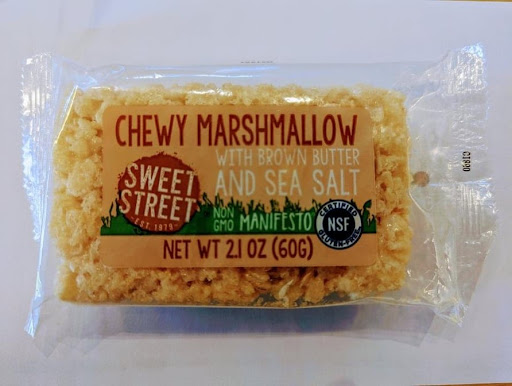 CHEWY MARSHMALLOW
WITH BROWN BUTTER
AND SEA SALT
SWEET
STREET
EST. 1979
NON
GMO
MANIFESTO
CERTIFIED
NSF
GLUTEN-FREE
NET WT 2.1 OZ (60G)